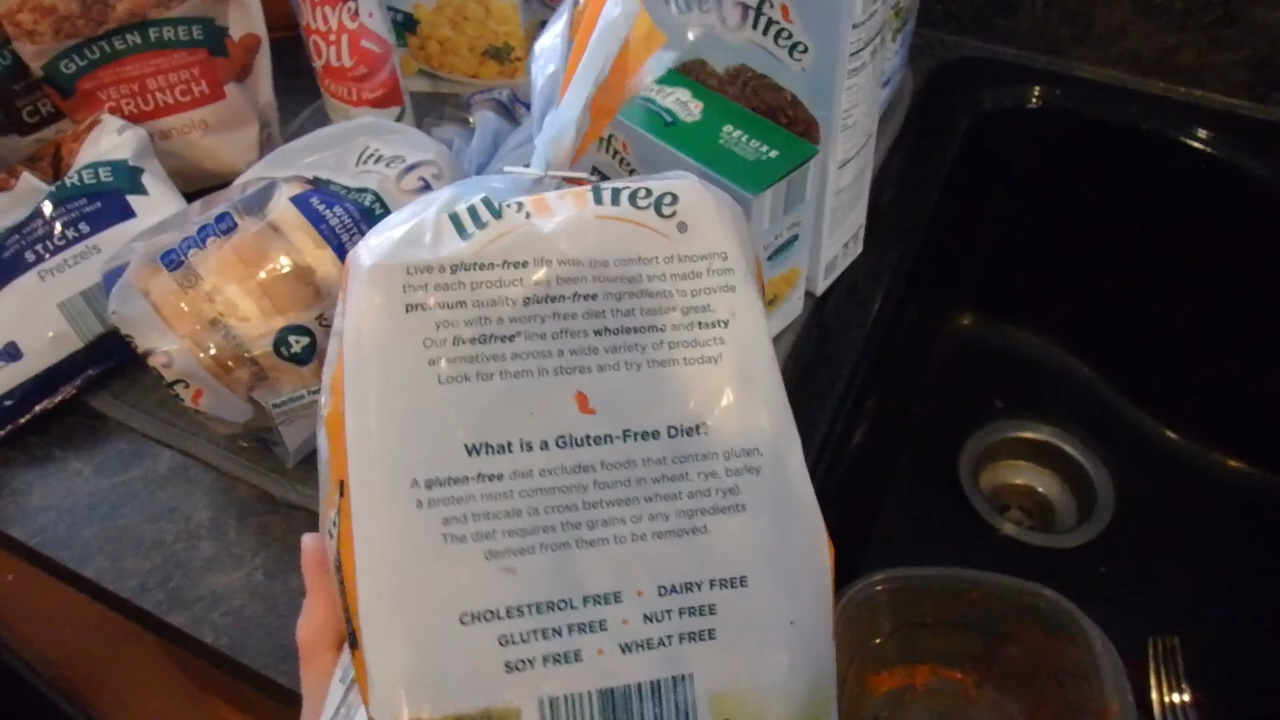 GLUTEN FREE
VERY BERRY
CRUNCH
Olive
Oil
free
DELUXE
FREE
STICKS
Pretzels
live G
GLUTEN
WHITE
4
Nutrition
free®
Live a gluten-free life with the comfort of knowing
that each product has been sourced and made from
premium quality gluten-free ingredients to provide
you with a worry-free diet that tastes great.
Our liveGfree® line offers wholesome and tasty
alternatives across a wide variety of products.
Look for them in stores and try them today!
What is a Gluten-Free Diet?
A gluten-free diet excludes foods that contain gluten,
a protein most commonly found in wheat, rye, barley
and triticale (a cross between wheat and rye).
The diet requires the grains or any ingredients
derived from them to be removed.
CHOLESTEROL FREE • DAIRY FREE
GLUTEN FREE • NUT FREE
SOY FREE • WHEAT FREE